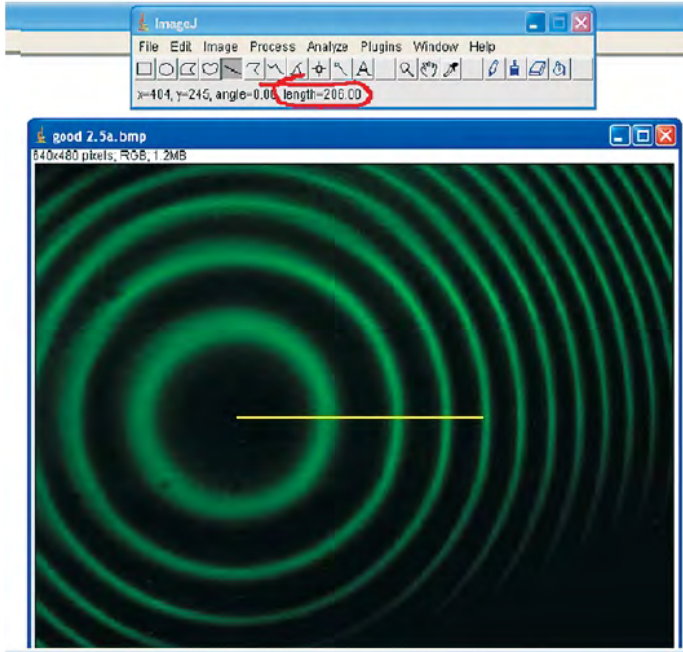 ImageJ
File Edit Image Process Analyze Plugins Window Help
A
x=404, y=245, angle=0.00, length=206.00
good 2.5a.bmp
640x480 pixels; RGB; 1.2MB